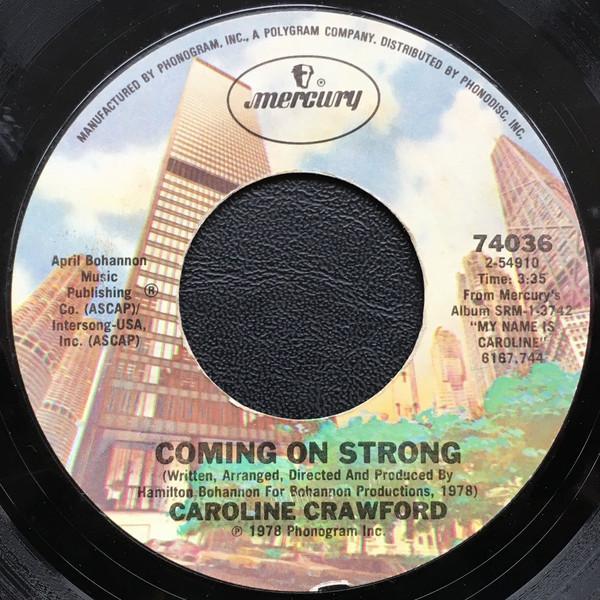 MANUFACTURED BY PHONOGRAM, INC., A POLYGRAM COMPANY. DISTRIBUTED BY PHONODISC, INC.
®
mercury
April Bohannon
Music
Publishing ®
Co. (ASCAP)/
Intersong-USA,
Inc. (ASCAP)
74036
2-54910
Time: 3:35
From Mercury's
Album SRM-1-3742
"MY NAME IS
CAROLINE"
6167.744
COMING ON STRONG
(Written, Arranged, Directed And Produced By
Hamilton Bohannon For Bohannon Productions, 1978)
CAROLINE CRAWFORD
℗ 1978 Phonogram Inc.